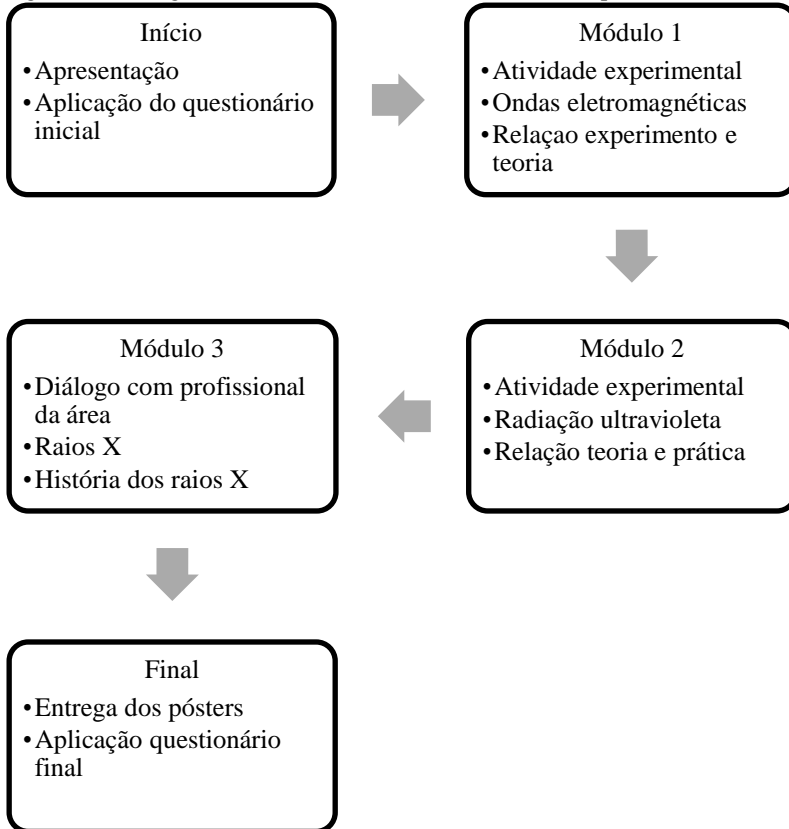 Início
•Apresentação
•Aplicação do questionário
inicial
Módulo 1
•Atividade experimental
•Ondas eletromagnéticas
•Relaçao experimento e
teoria
Módulo 3
•Diálogo com profissional
da área
•Raios X
•História dos raios X
Módulo 2
•Atividade experimental
•Radiação ultravioleta
•Relação teoria e prática
Final
•Entrega dos pósters
•Aplicação questionário
final